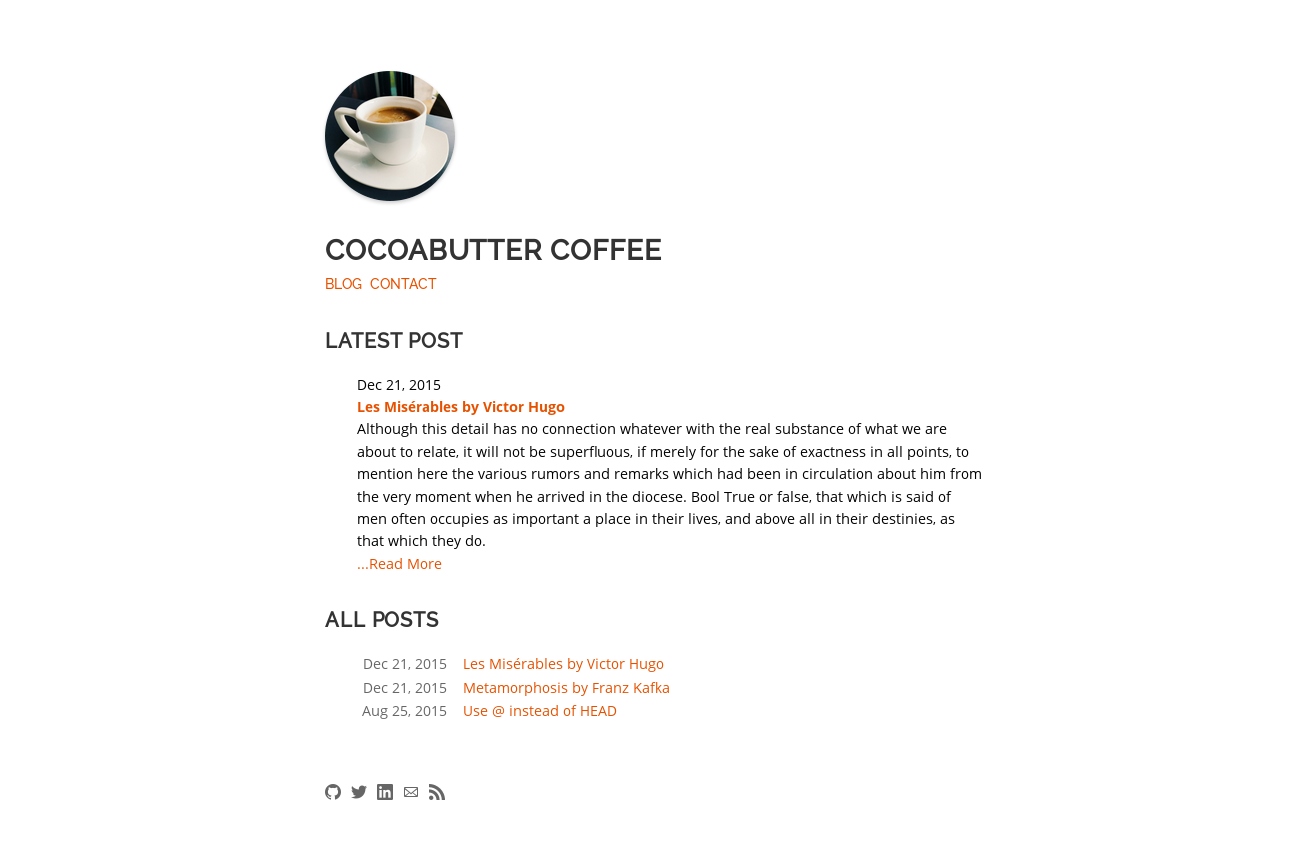 COCOABUTTER COFFEE
BLOG CONTACT
LATEST POST
Dec 21, 2015
Les Misérables by Victor Hugo
Although this detail has no connection whatever with the real substance of what we are
about to relate, it will not be superfluous, if merely for the sake of exactness in all points, to
mention here the various rumors and remarks which had been in circulation about him from
the very moment when he arrived in the diocese. Bool True or false, that which is said of
men often occupies as important a place in their lives, and above all in their destinies, as
that which they do.
...Read More
ALL POSTS
Dec 21, 2015 Les Misérables by Victor Hugo
Dec 21, 2015 Metamorphosis by Franz Kafka
Aug 25, 2015 Use @ instead of HEAD